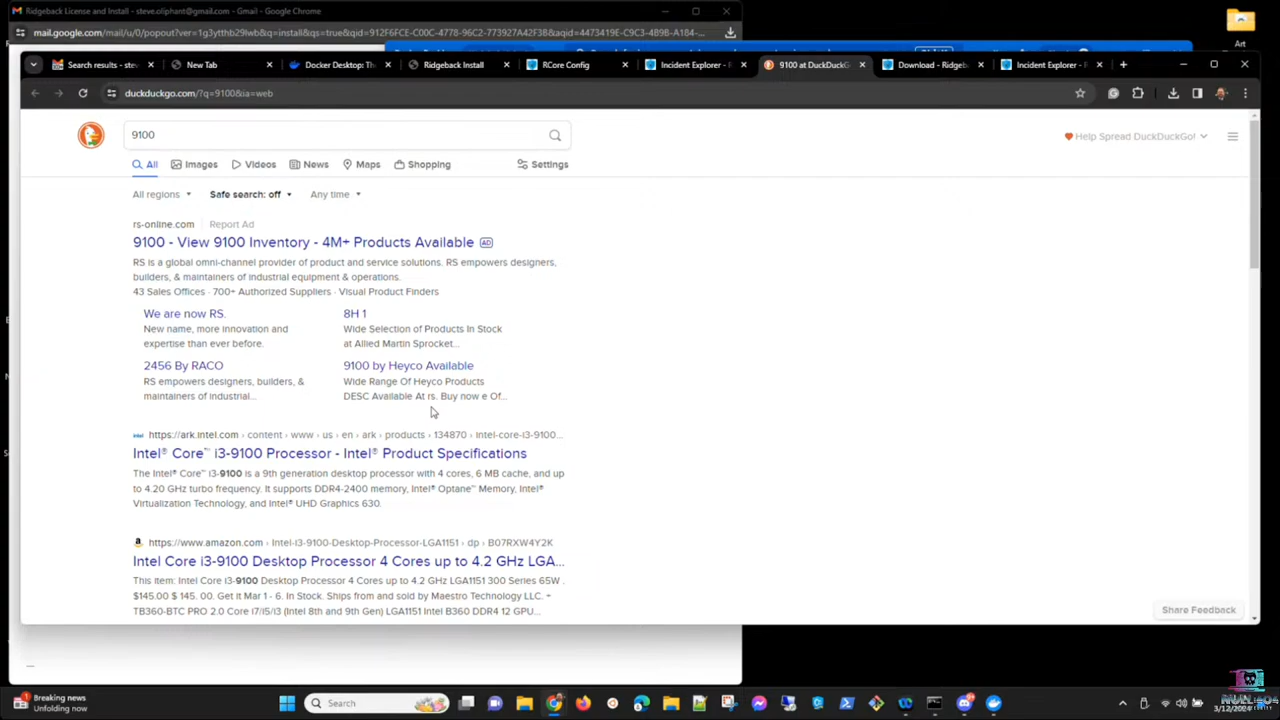 Ridgeback License and Install - steve.oliphant@gmail.com - Gmail - Google Chrome
Art
Search results - stev
New Tab
Docker Desktop: Th
Ridgeback Install
RCore Config
Incident Explorer - R
9100 at DuckDuckGo
Download - Ridgeb
Incident Explorer - R
duckduckgo.com/?q=9100&ia=web
9100
Help Spread DuckDuckGo!
All
Images
Videos
News
Maps
Shopping
Settings
All regions
Safe search: off
Any time
rs-online.com
Report Ad
9100 - View 9100 Inventory - 4M+ Products Available AD
RS is a global omni-channel provider of product and service solutions. RS empowers designers,
builders, & maintainers of industrial equipment & operations.
43 Sales Offices · 700+ Authorized Suppliers · Visual Product Finders
We are now RS.
New name, more innovation and
expertise than ever before.
8H 1
Wide Selection of Products In Stock
at Allied Martin Sprocket...
2456 By RACO
RS empowers designers, builders, &
maintainers of industrial...
9100 by Heyco Available
Wide Range Of Heyco Products
DESC Available At rs. Buy now e Of...
intel
https://ark.intel.com › content › www › us › en › ark › products › 134870 › intel-core-i3-9100...
Intel® Core™ i3-9100 Processor - Intel® Product Specifications
The Intel® Core™ i3-9100 is a 9th generation desktop processor with 4 cores, 6 MB cache, and up
to 4.20 GHz turbo frequency. It supports DDR4-2400 memory, Intel® Optane™ Memory, Intel®
Virtualization Technology, and Intel® UHD Graphics 630.
https://www.amazon.com › Intel-i3-9100-Desktop-Processor-LGA1151 › dp › B07RXW4Y2K
Intel Core i3-9100 Desktop Processor 4 Cores up to 4.2 GHz LGA...
This item: Intel Core i3-9100 Desktop Processor 4 Cores up to 4.2 GHz LGA1151 300 Series 65W .
$145.00 $ 145. 00. Get it Mar 1 - 6. In Stock. Ships from and sold by Maestro Technology LLC. +
TB360-BTC PRO 2.0 Core i7/i5/i3 (Intel 8th and 9th Gen) LGA1151 Intel B360 DDR4 12 GPU...
Share Feedback
1
Breaking news
Unfolding now
Search
3/12/2024